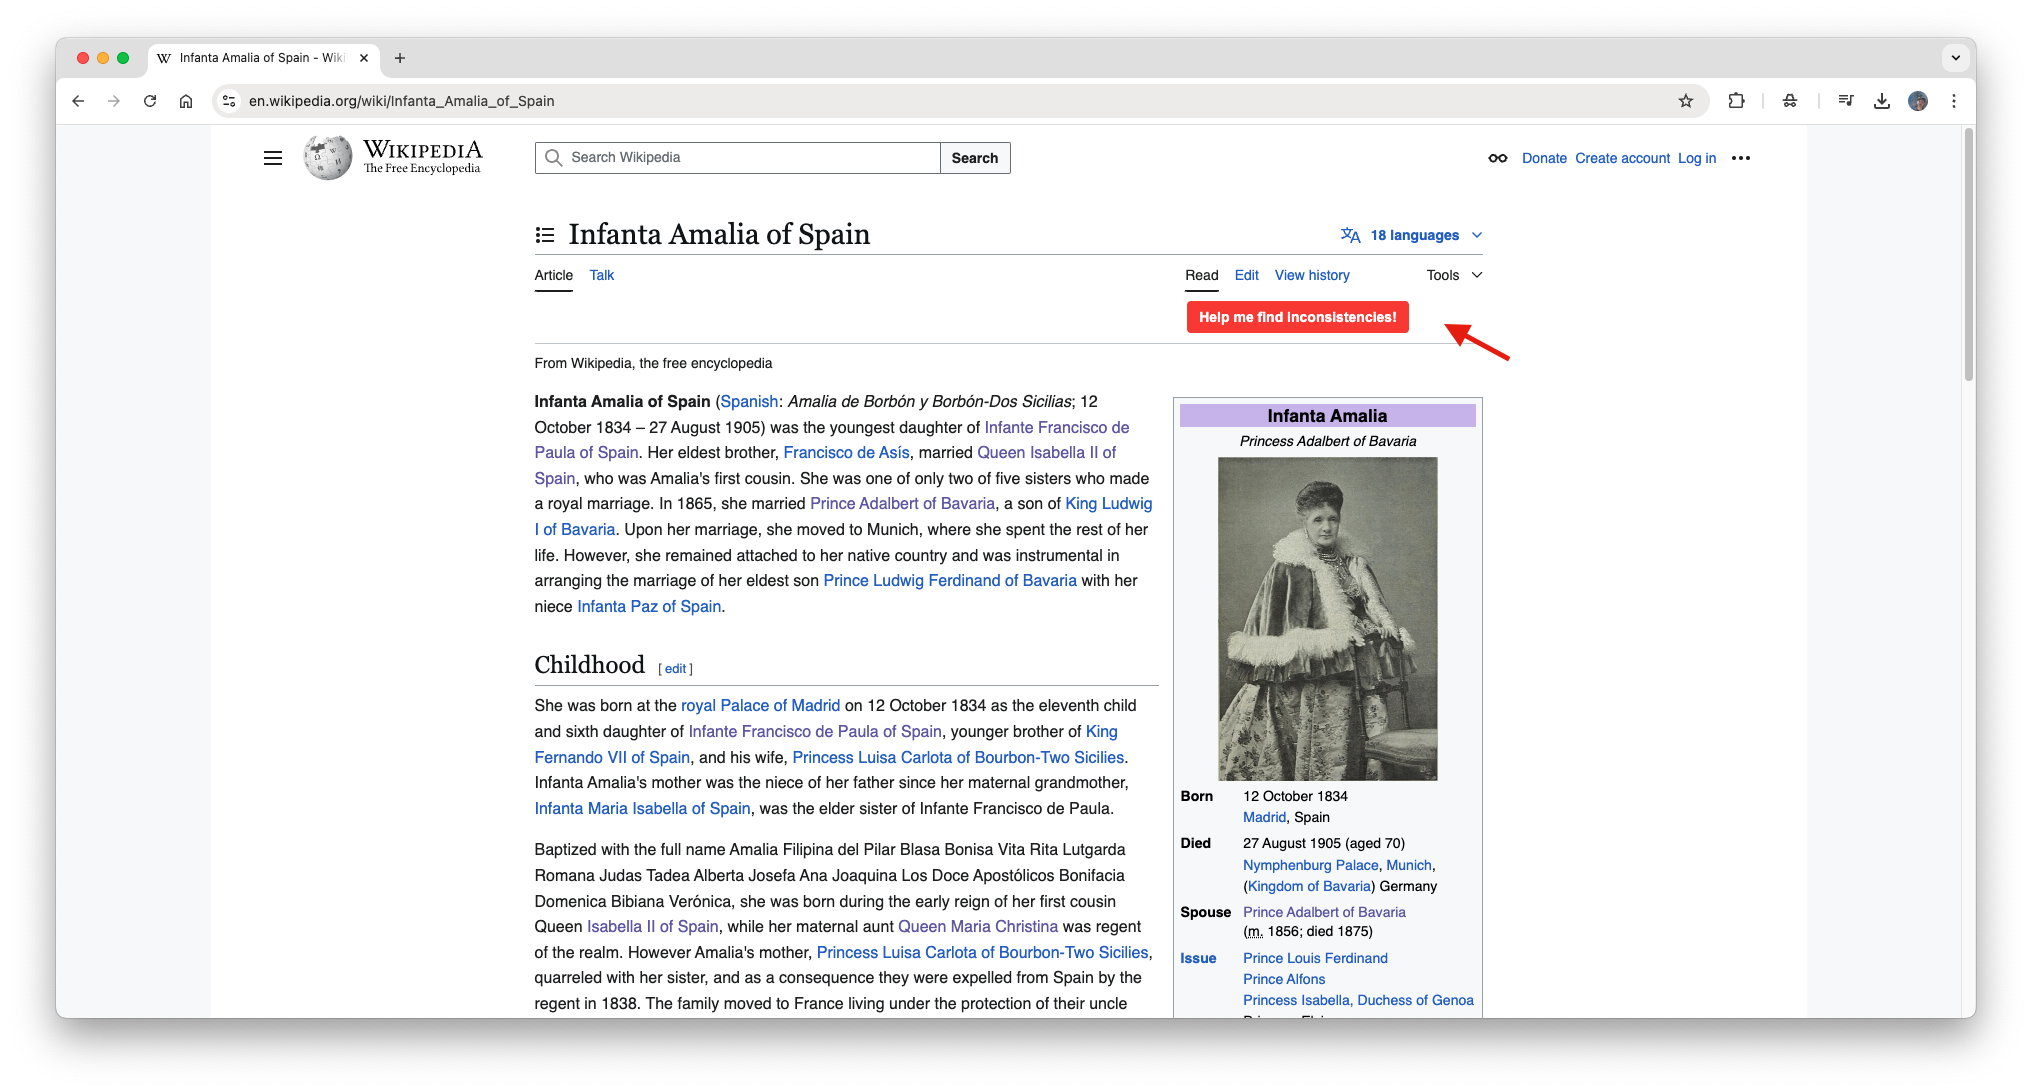 Infanta Amalia of Spain - Wiki
en.wikipedia.org/wiki/Infanta_Amalia_of_Spain
WIKIPEDIA
The Free Encyclopedia
Search Wikipedia
Search
Donate Create account Log in
Infanta Amalia of Spain
18 languages
Article Talk
Read Edit View history Tools
Help me find inconsistencies!
From Wikipedia, the free encyclopedia
Infanta Amalia of Spain (Spanish: Amalia de Borbón y Borbón-Dos Sicilias; 12
October 1834 – 27 August 1905) was the youngest daughter of Infante Francisco de
Paula of Spain. Her eldest brother, Francisco de Asís, married Queen Isabella II of
Spain, who was Amalia's first cousin. She was one of only two of five sisters who made
a royal marriage. In 1865, she married Prince Adalbert of Bavaria, a son of King Ludwig
I of Bavaria. Upon her marriage, she moved to Munich, where she spent the rest of her
life. However, she remained attached to her native country and was instrumental in
arranging the marriage of her eldest son Prince Ludwig Ferdinand of Bavaria with her
niece Infanta Paz of Spain.
Childhood [ edit ]
She was born at the royal Palace of Madrid on 12 October 1834 as the eleventh child
and sixth daughter of Infante Francisco de Paula of Spain, younger brother of King
Fernando VII of Spain, and his wife, Princess Luisa Carlota of Bourbon-Two Sicilies.
Infanta Amalia's mother was the niece of her father since her maternal grandmother,
Infanta Maria Isabella of Spain, was the elder sister of Infante Francisco de Paula.
Baptized with the full name Amalia Filipina del Pilar Blasa Bonisa Vita Rita Lutgarda
Romana Judas Tadea Alberta Josefa Ana Joaquina Los Doce Apostólicos Bonifacia
Domenica Bibiana Verónica, she was born during the early reign of her first cousin
Queen Isabella II of Spain, while her maternal aunt Queen Maria Christina was regent
of the realm. However Amalia's mother, Princess Luisa Carlota of Bourbon-Two Sicilies,
quarreled with her sister, and as a consequence they were expelled from Spain by the
regent in 1838. The family moved to France living under the protection of their uncle
Infanta Amalia
Princess Adalbert of Bavaria
Born 12 October 1834
Madrid, Spain
Died 27 August 1905 (aged 70)
Nymphenburg Palace, Munich,
(Kingdom of Bavaria) Germany
Spouse Prince Adalbert of Bavaria
(m. 1856; died 1875)
Issue Prince Louis Ferdinand
Prince Alfons
Princess Isabella, Duchess of Genoa